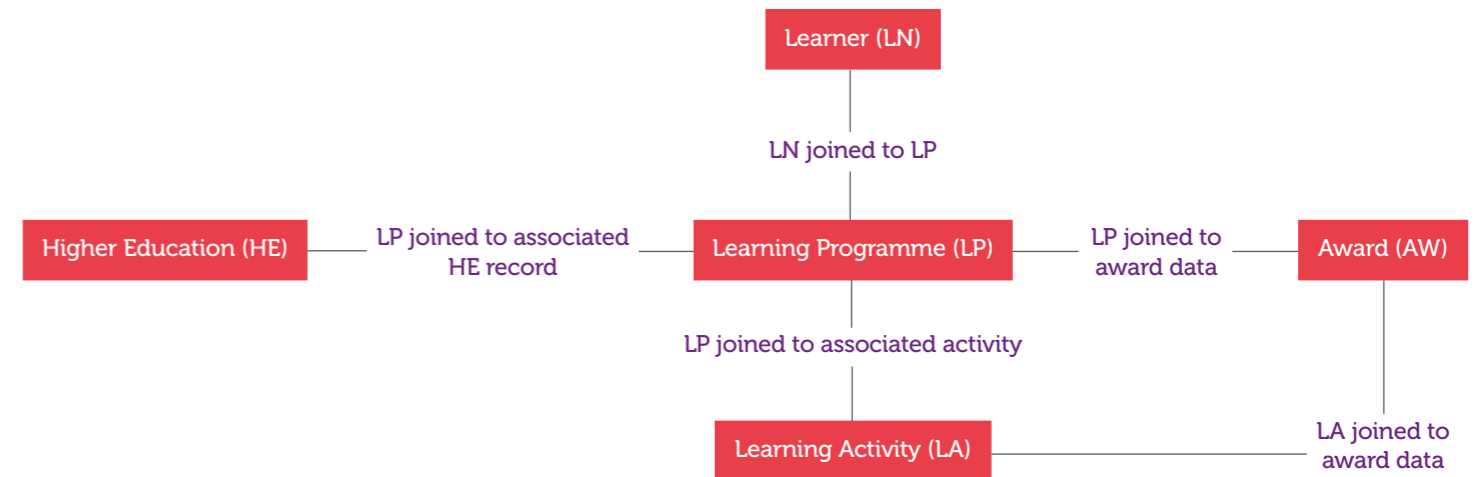 Learner (LN)
LN joined to LP
Higher Education (HE)
LP joined to associated
HE record
Learning Programme (LP)
LP joined to
award data
Award (AW)
LP joined to associated activity
Learning Activity (LA)
LA joined to
award data